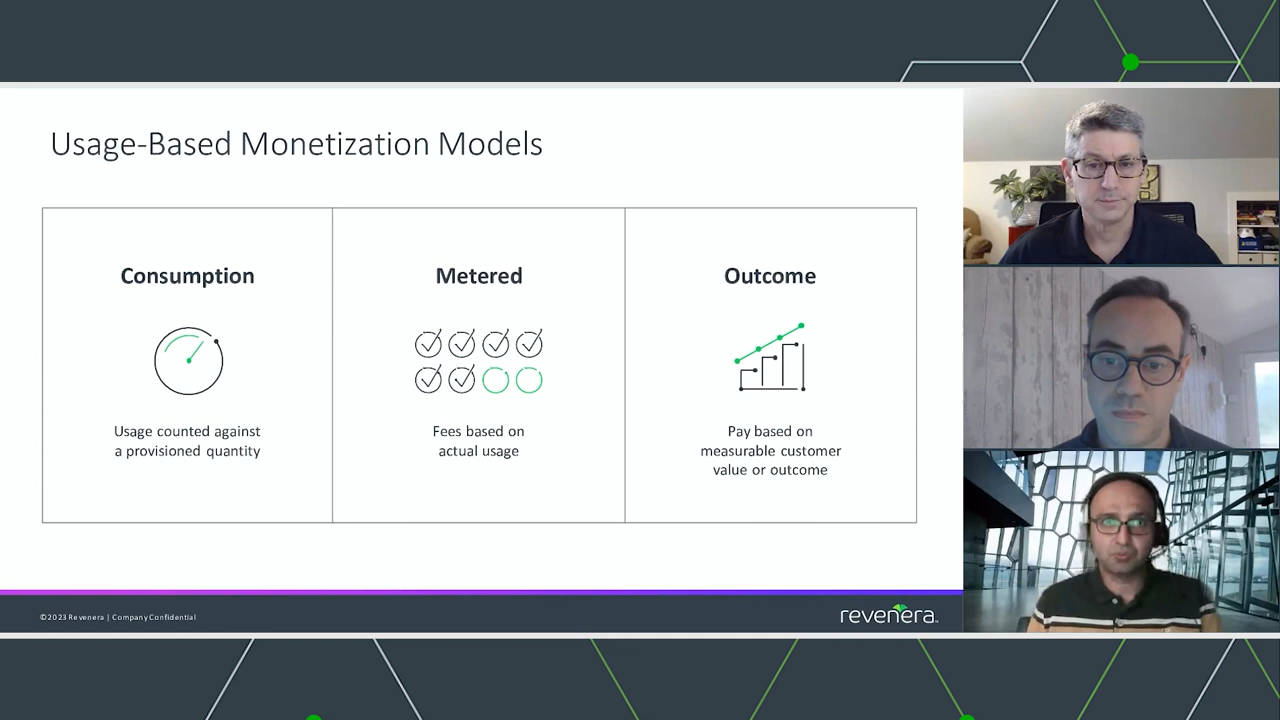 Usage-Based Monetization Models
Consumption
Usage counted against
a provisioned quantity
Metered
Fees based on
actual usage
Outcome
Pay based on
measurable customer
value or outcome
©2023 Revenera | Company Confidential
revenera